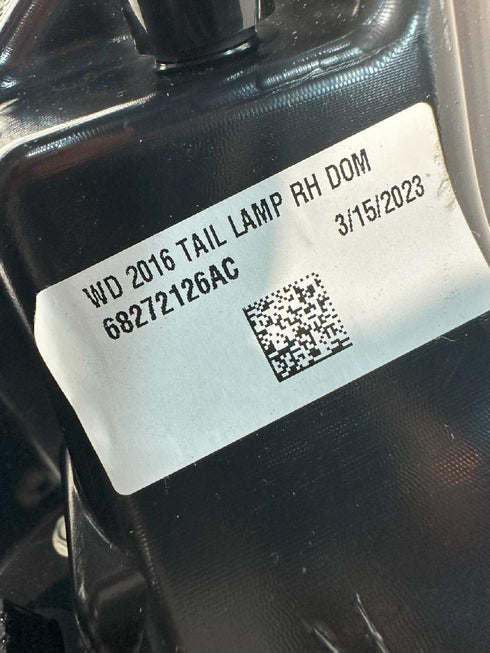 WD 2016 TAIL LAMP RH DOM
68272126AC
3/15/2023